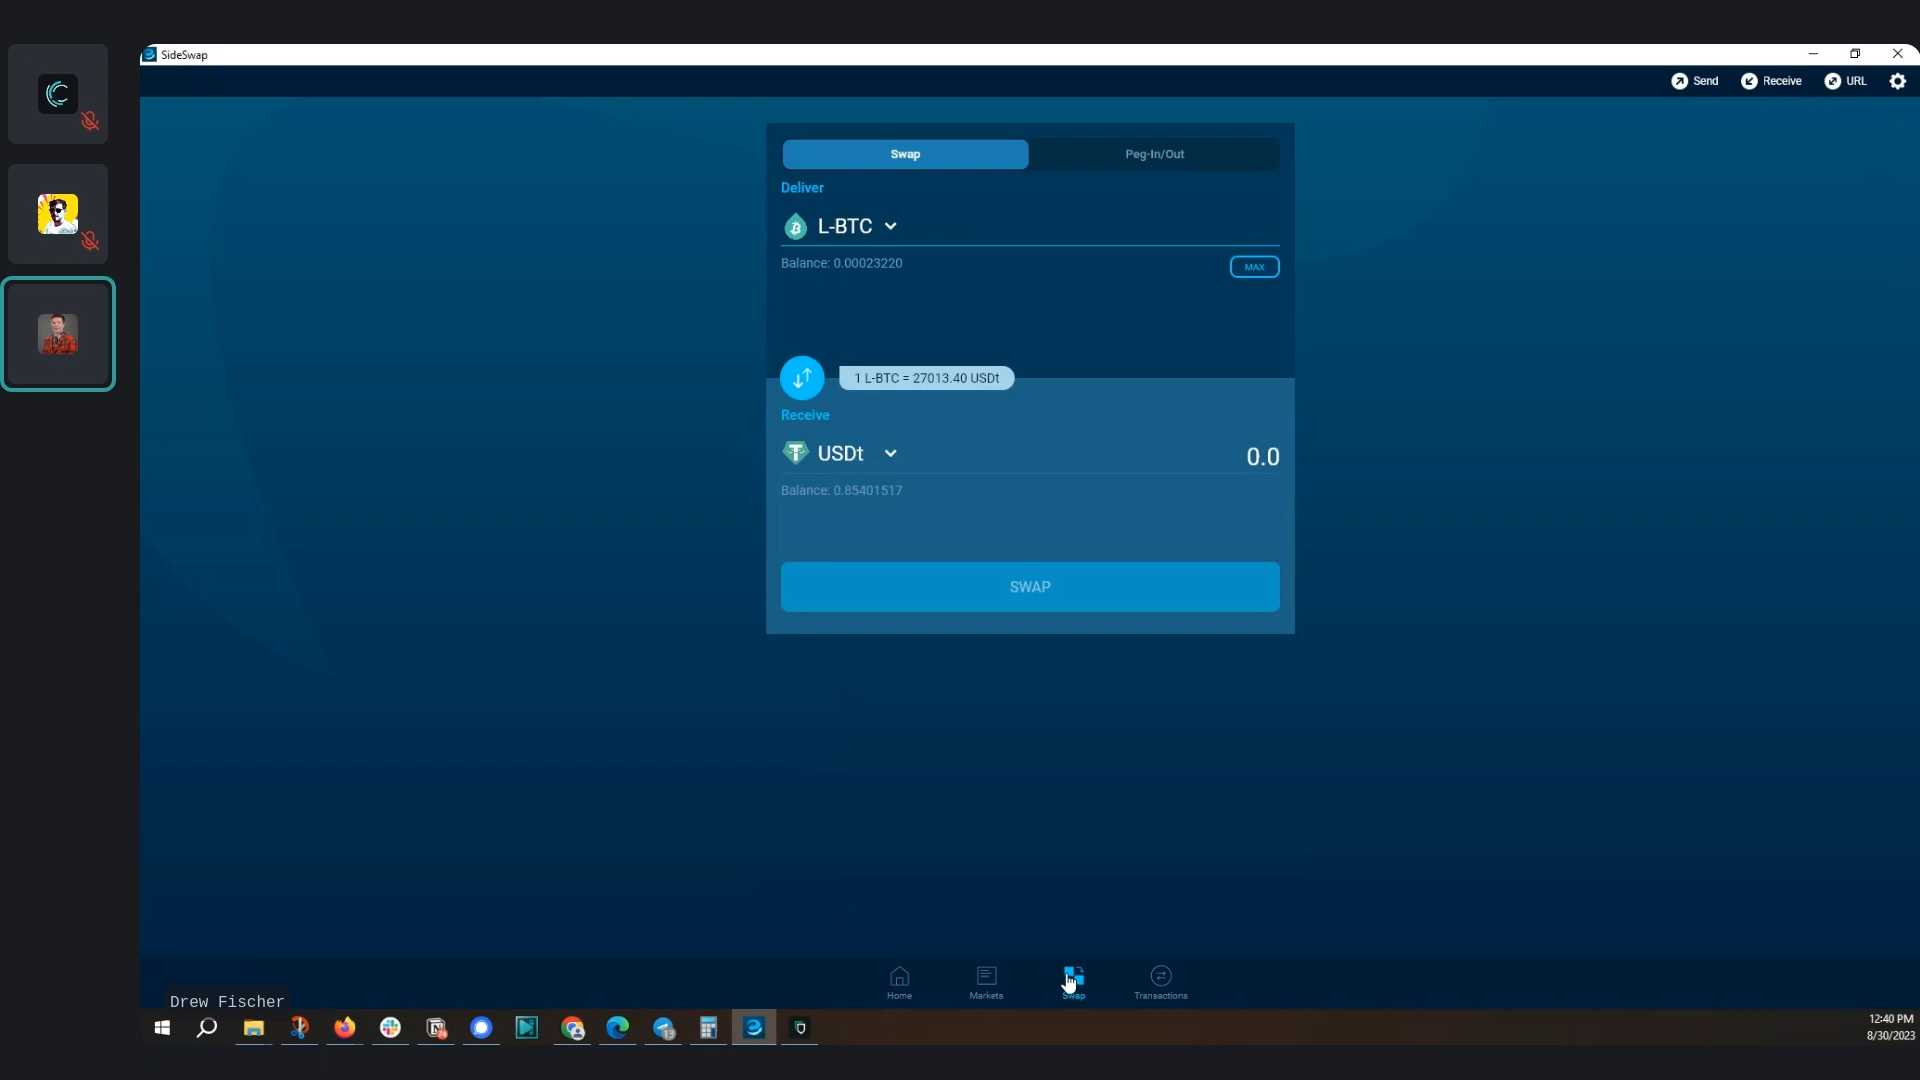 SideSwap
Send
Receive
URL
Swap
Peg-In/Out
Deliver
L-BTC
Balance: 0.00023220
MAX
1 L-BTC = 27013.40 USDt
Receive
USDt
0.0
Balance: 0.85401517
SWAP
Home
Markets
Swap
Transactions
Drew Fischer
12:40 PM
8/30/2023